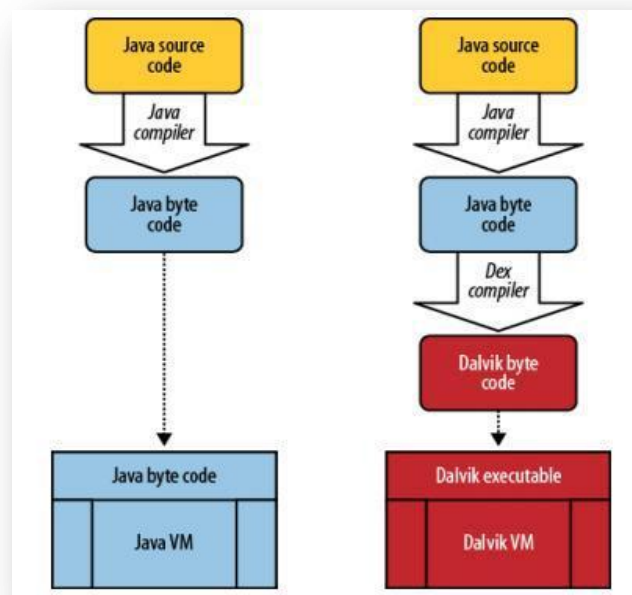 Java source
code
Java
compiler
Java byte
code
Java byte code
Java VM
Java source
code
Java
compiler
Java byte
code
Dex
compiler
Dalvik byte
code
Dalvik executable
Dalvik VM